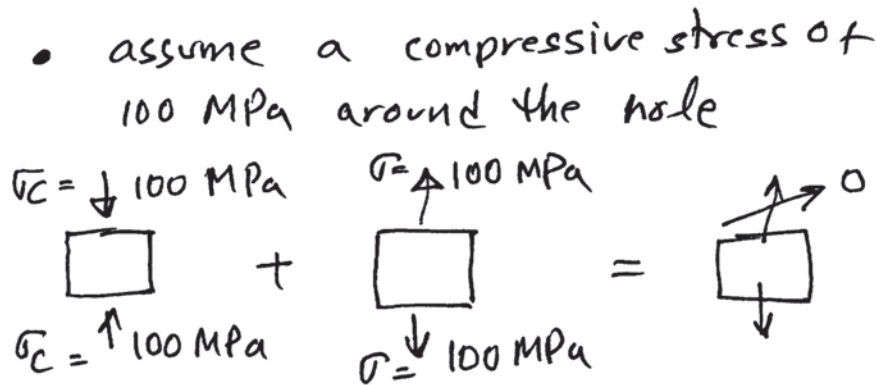 • assume a compressive stress of
100 MPa around the hole
σc = 100 MPa σ= 100 MPa 0
+ =
σc = 100 MPa σ= 100 MPa